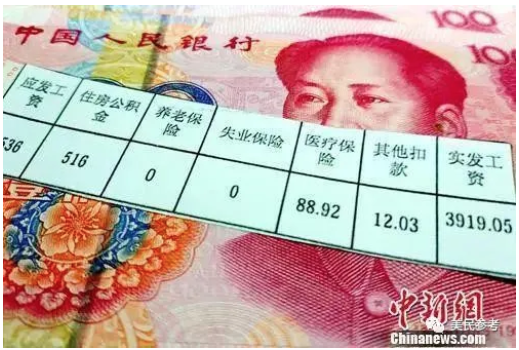 100
中国人民银行
100
应发工资 住房公积金 养老保险 失业保险 医疗保险 其他扣款 实发工资
536 516 0 0 88.92 12.03 3919.05
中新网
美民参考
Chinanews.com